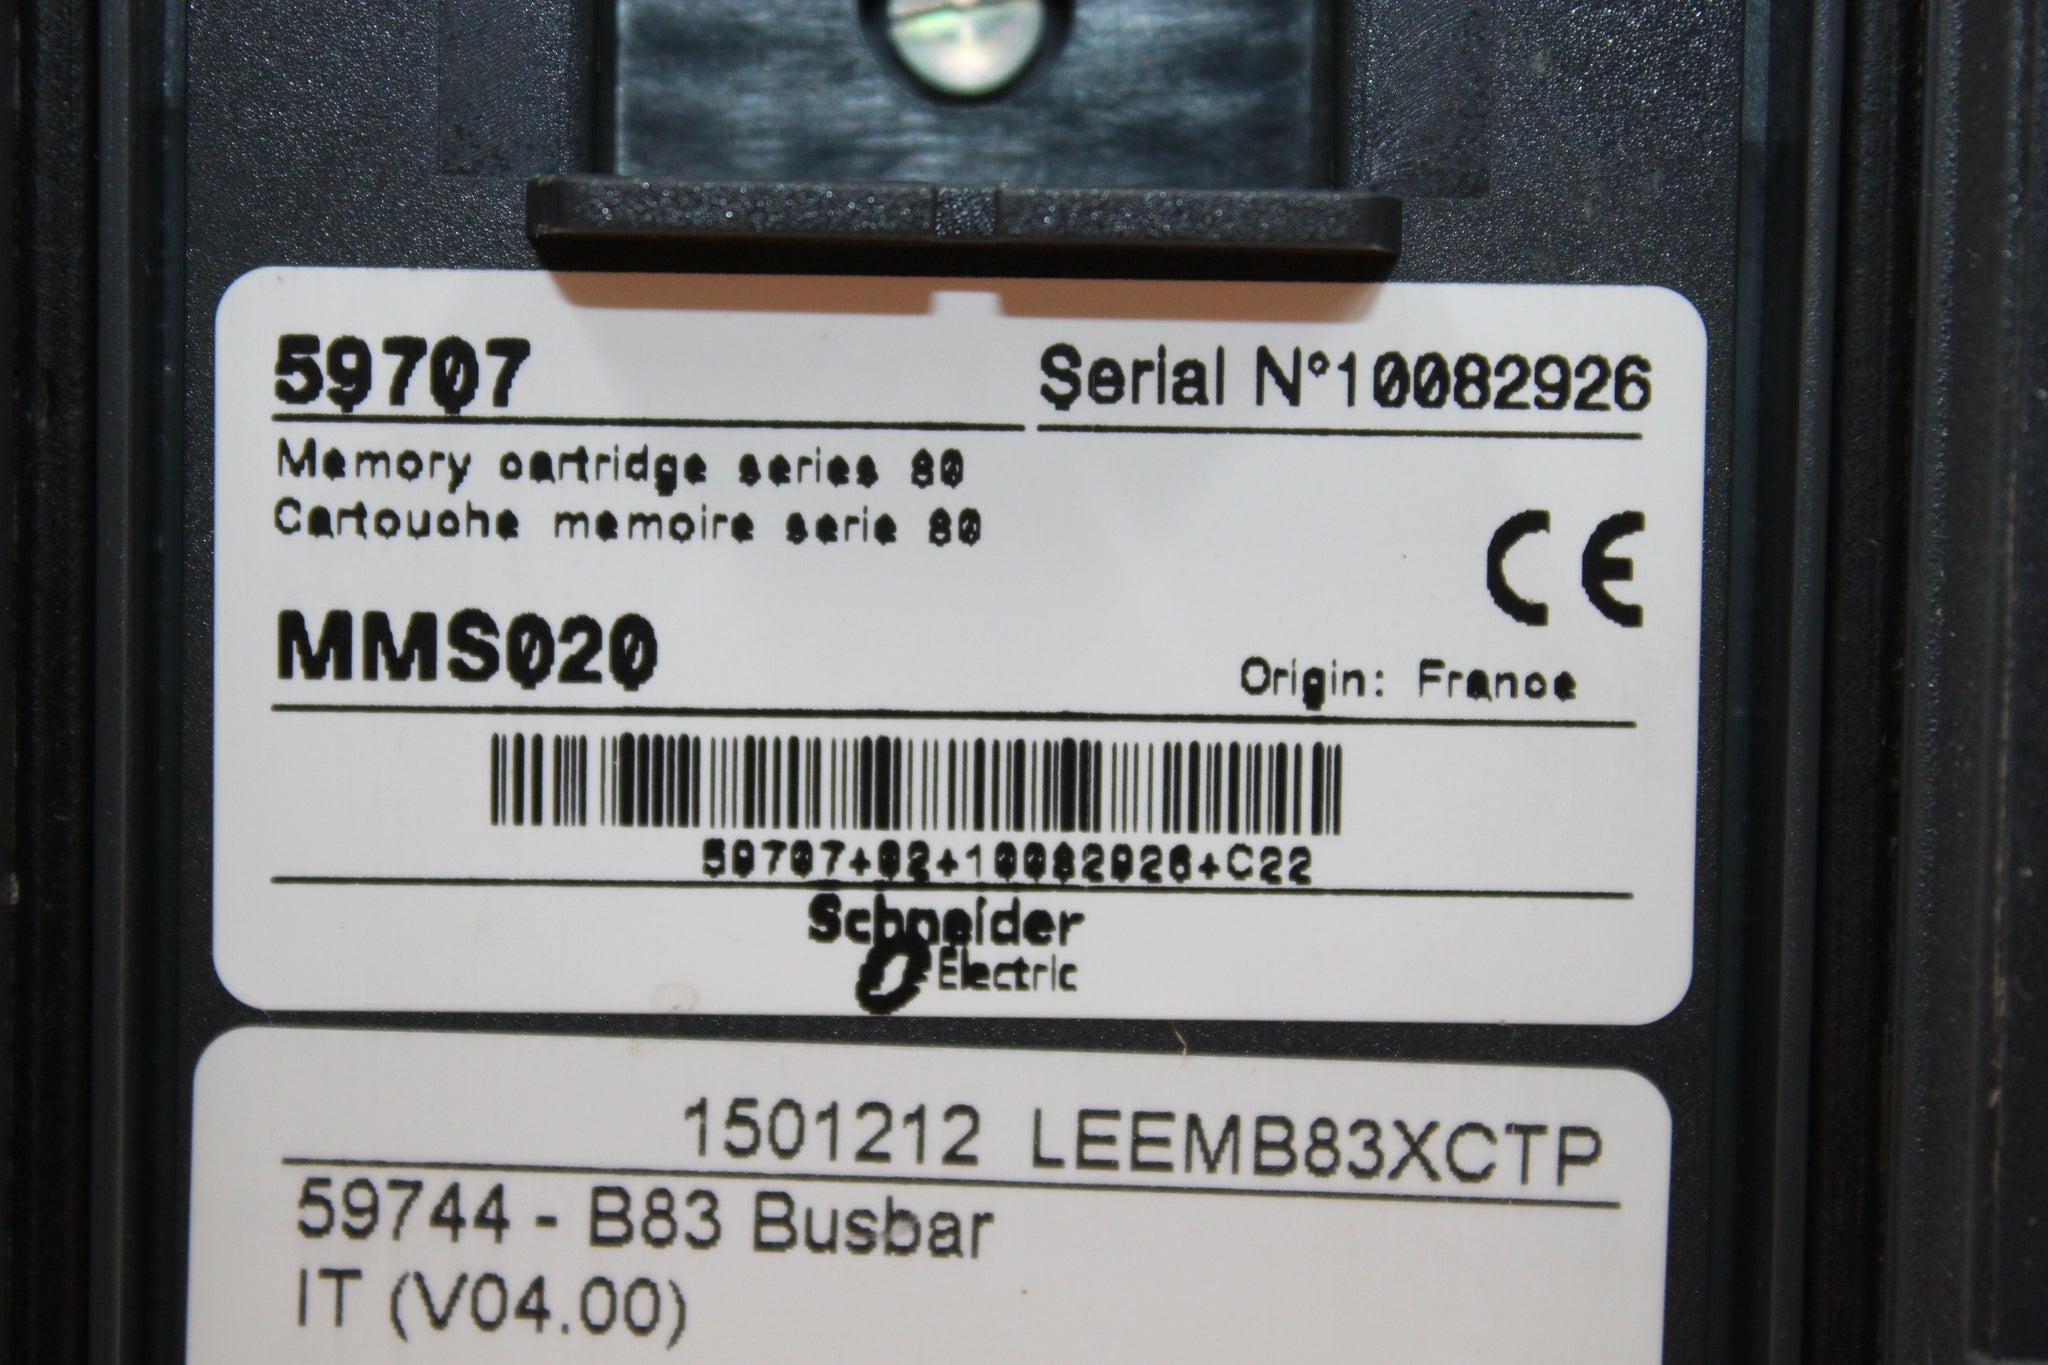 59707
Serial N°10082926
Memory cartridge series 80
Cartouche memoire serie 80
CE
MMS020
Origin: France
59707+02+10082926+C22
Schneider
Electric
1501212 LEEMB83XCTP
59744 - B83 Busbar
IT (V04.00)